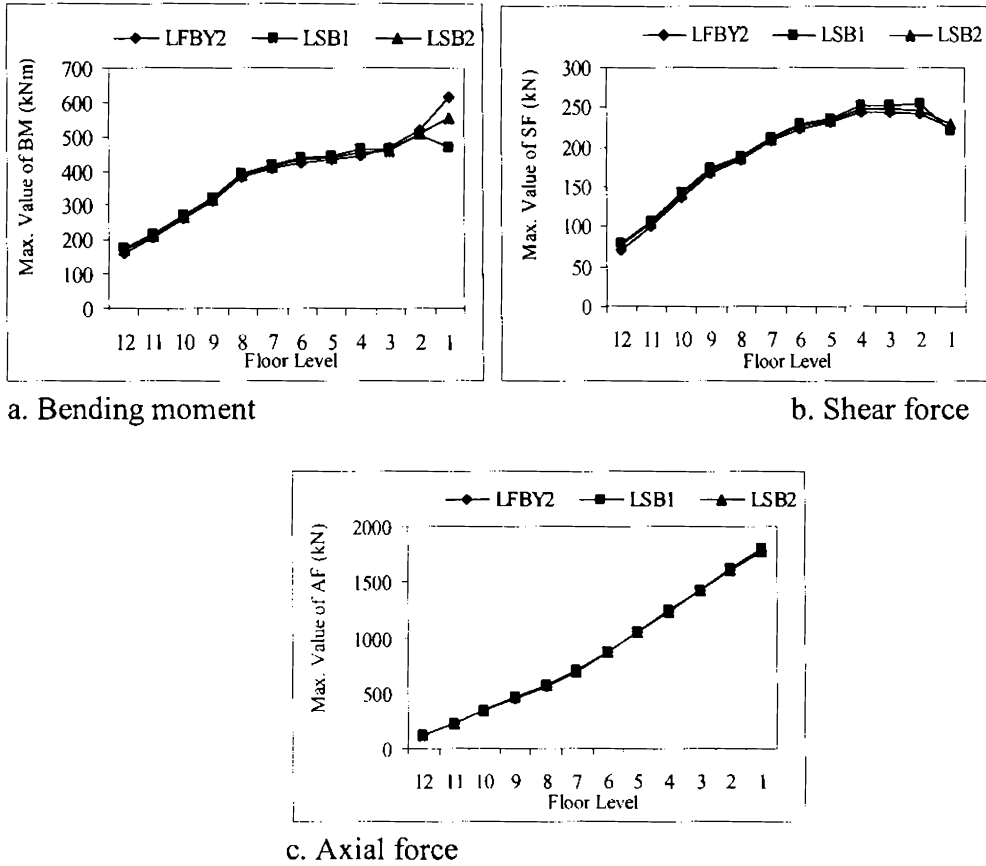 LFBY2 LSB1 LSB2
Max. Value of BM (kNm)
700
600
500
400
300
200
100
0
12 11 10 9 8 7 6 5 4 3 2 1
Floor Level
a. Bending moment
LFBY2 LSB1 LSB2
Max. Value of SF (kN)
300
250
200
150
100
50
0
12 11 10 9 8 7 6 5 4 3 2 1
Floor Level
b. Shear force
LFBY2 LSB1 LSB2
Max. Value of AF (kN)
2000
1500
1000
500
0
12 11 10 9 8 7 6 5 4 3 2 1
Floor Level
c. Axial force